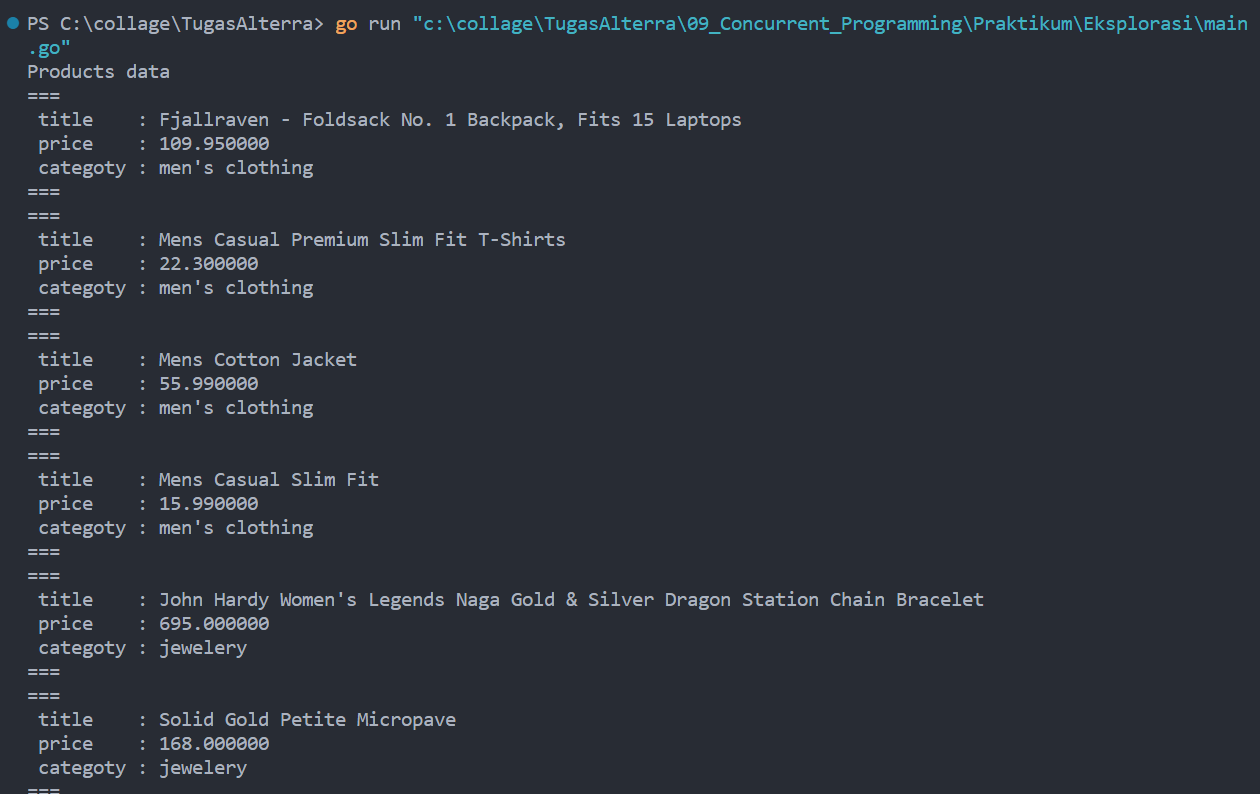 PS C:\collage\TugasAlterra> go run "c:\collage\TugasAlterra\09_Concurrent_Programming\Praktikum\Eksplorasi\main
.go"
Products data
===
 title    : Fjallraven - Foldsack No. 1 Backpack, Fits 15 Laptops
 price    : 109.950000
 categoty : men's clothing
===
===
 title    : Mens Casual Premium Slim Fit T-Shirts
 price    : 22.300000
 categoty : men's clothing
===
===
 title    : Mens Cotton Jacket
 price    : 55.990000
 categoty : men's clothing
===
===
 title    : Mens Casual Slim Fit
 price    : 15.990000
 categoty : men's clothing
===
===
 title    : John Hardy Women's Legends Naga Gold & Silver Dragon Station Chain Bracelet
 price    : 695.000000
 categoty : jewelery
===
===
 title    : Solid Gold Petite Micropave
 price    : 168.000000
 categoty : jewelery
===